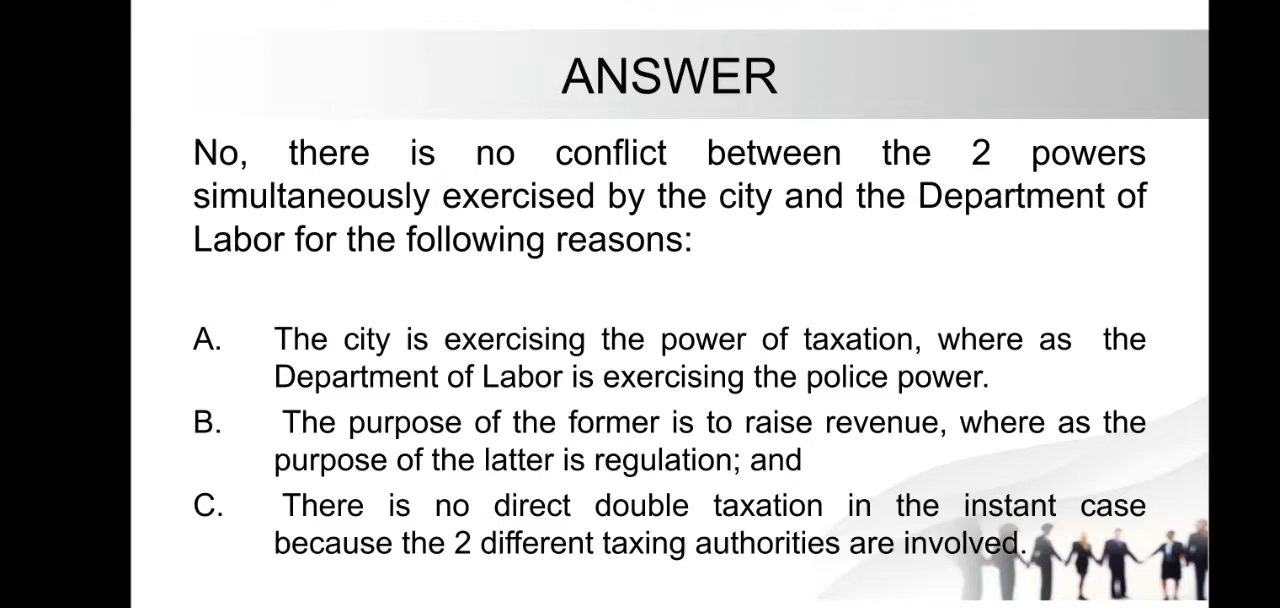 ANSWER
No, there is no conflict between the 2 powers
simultaneously exercised by the city and the Department of
Labor for the following reasons:
A. The city is exercising the power of taxation, where as the
Department of Labor is exercising the police power.
B. The purpose of the former is to raise revenue, where as the
purpose of the latter is regulation; and
C. There is no direct double taxation in the instant case
because the 2 different taxing authorities are involved.